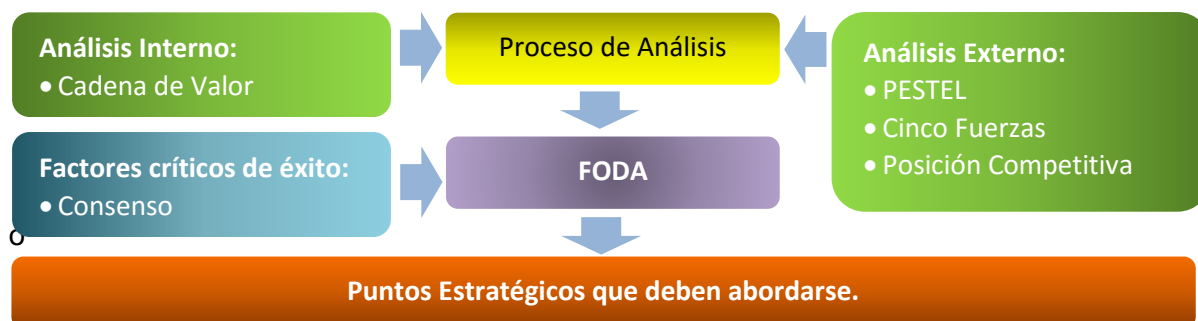 Análisis Interno:
• Cadena de Valor
Proceso de Análisis
Análisis Externo:
• PESTEL
• Cinco Fuerzas
• Posición Competitiva
Factores críticos de éxito:
• Consenso
FODA
o
Puntos Estratégicos que deben abordarse.